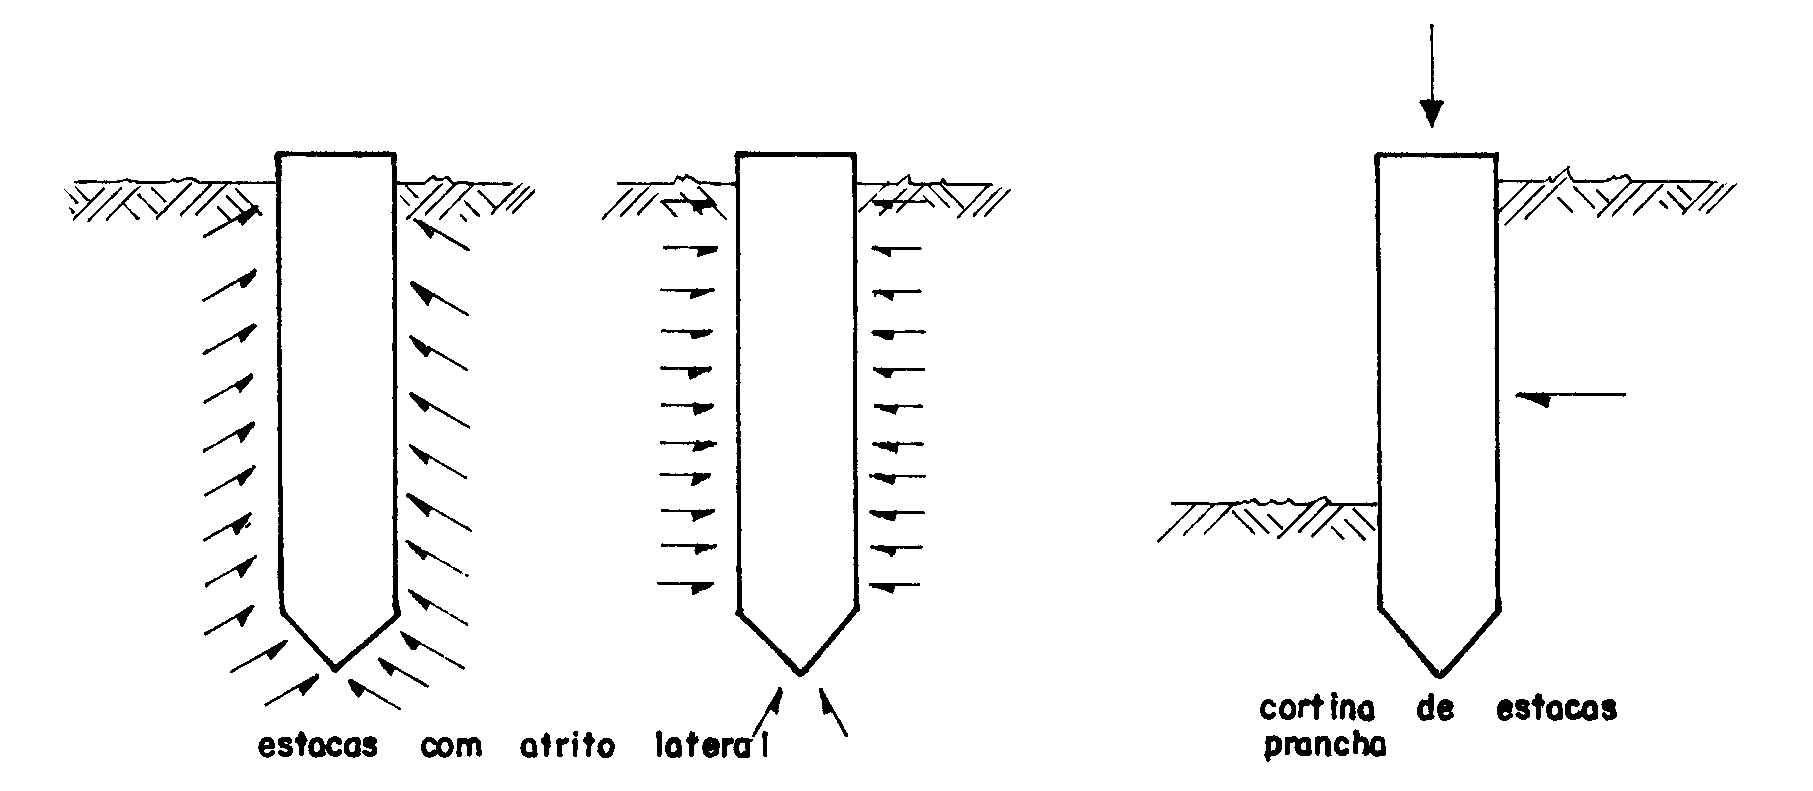 estacas com atrito lateral
cortina de estacas
prancha